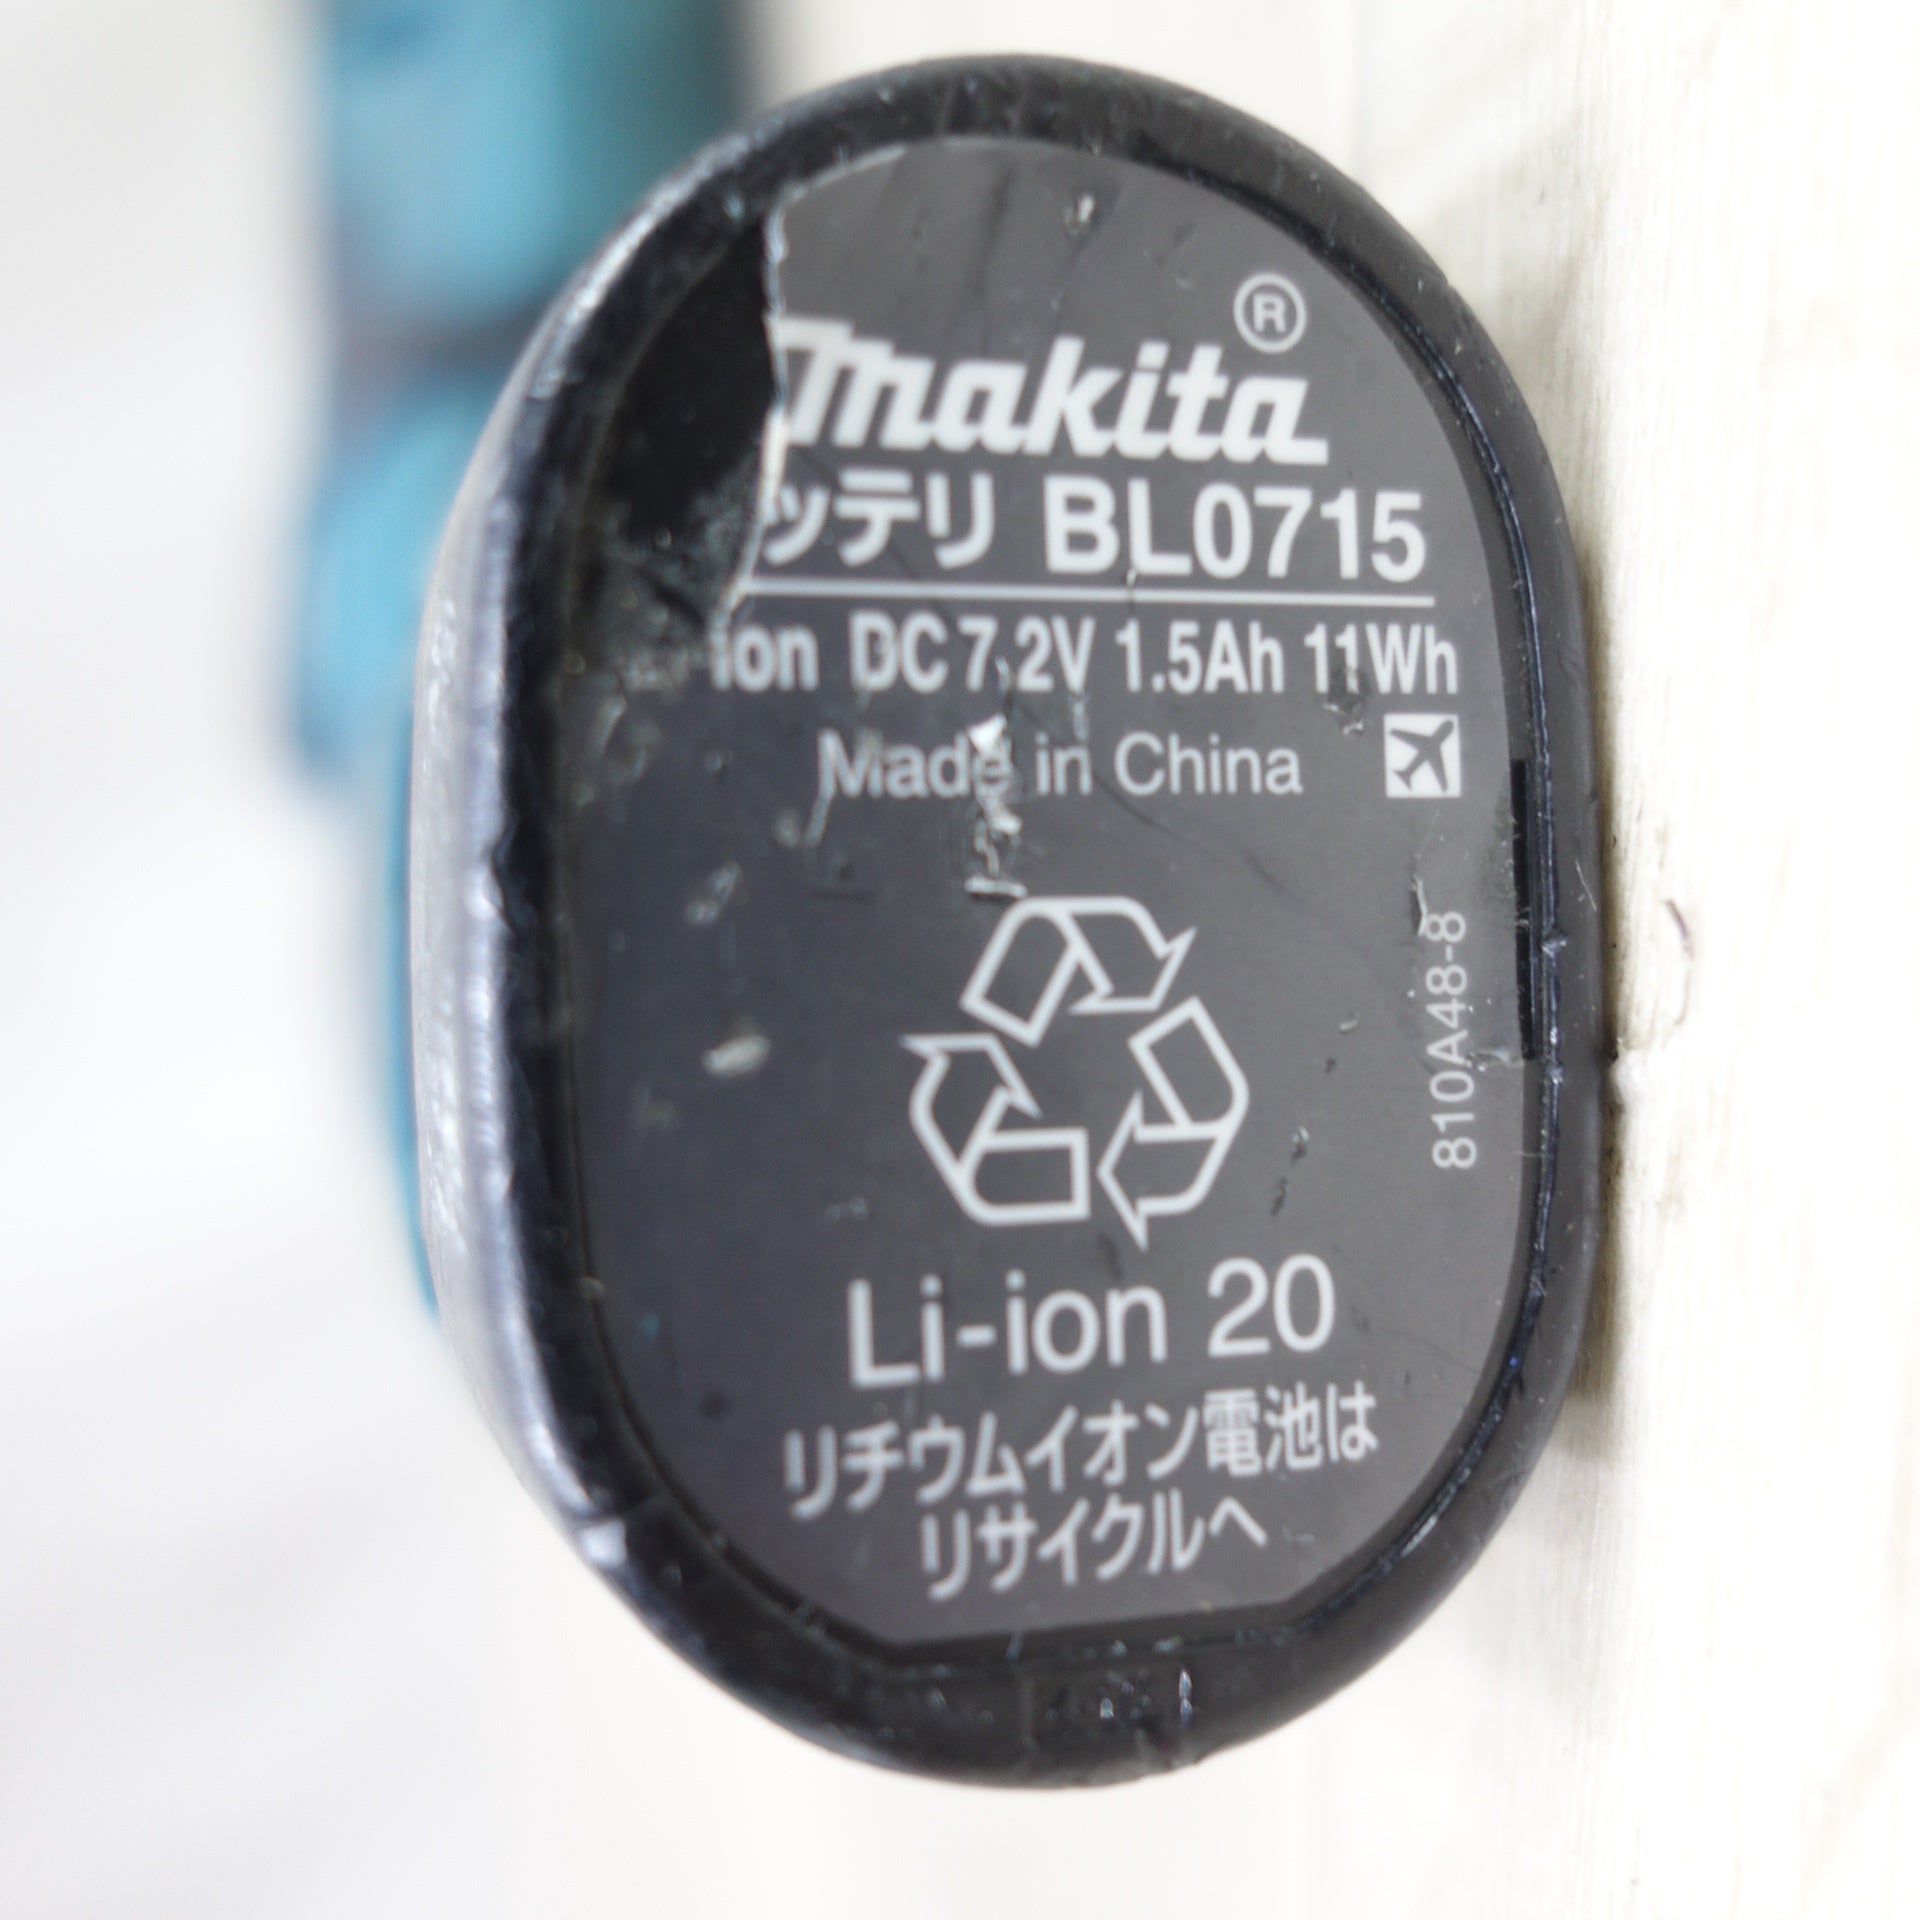 makita®
ッテリ BL0715
ion DC 7.2V 1.5Ah 11Wh
Made in China
810A48-8
Li-ion 20
リチウムイオン電池は
リサイクルへ